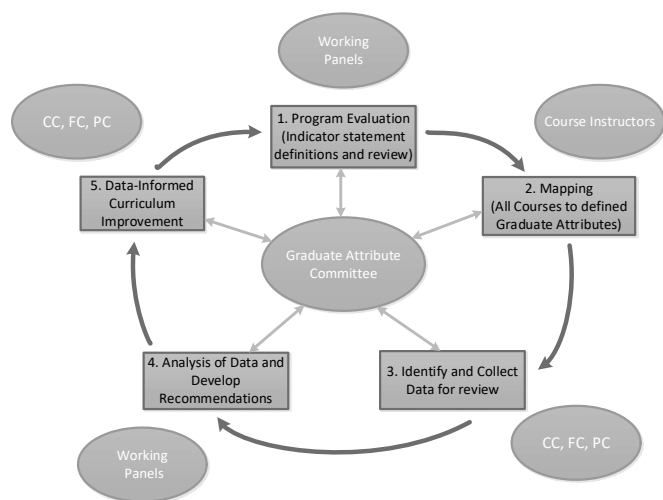 Working
Panels
CC, FC, PC
1. Program Evaluation
(Indicator statement
definitions and review)
Course Instructors
5. Data-Informed
Curriculum
Improvement
2. Mapping
(All Courses to defined
Graduate Attributes)
Graduate Attribute
Committee
4. Analysis of Data and
Develop
Recommendations
3. Identify and Collect
Data for review
Working
Panels
CC, FC, PC